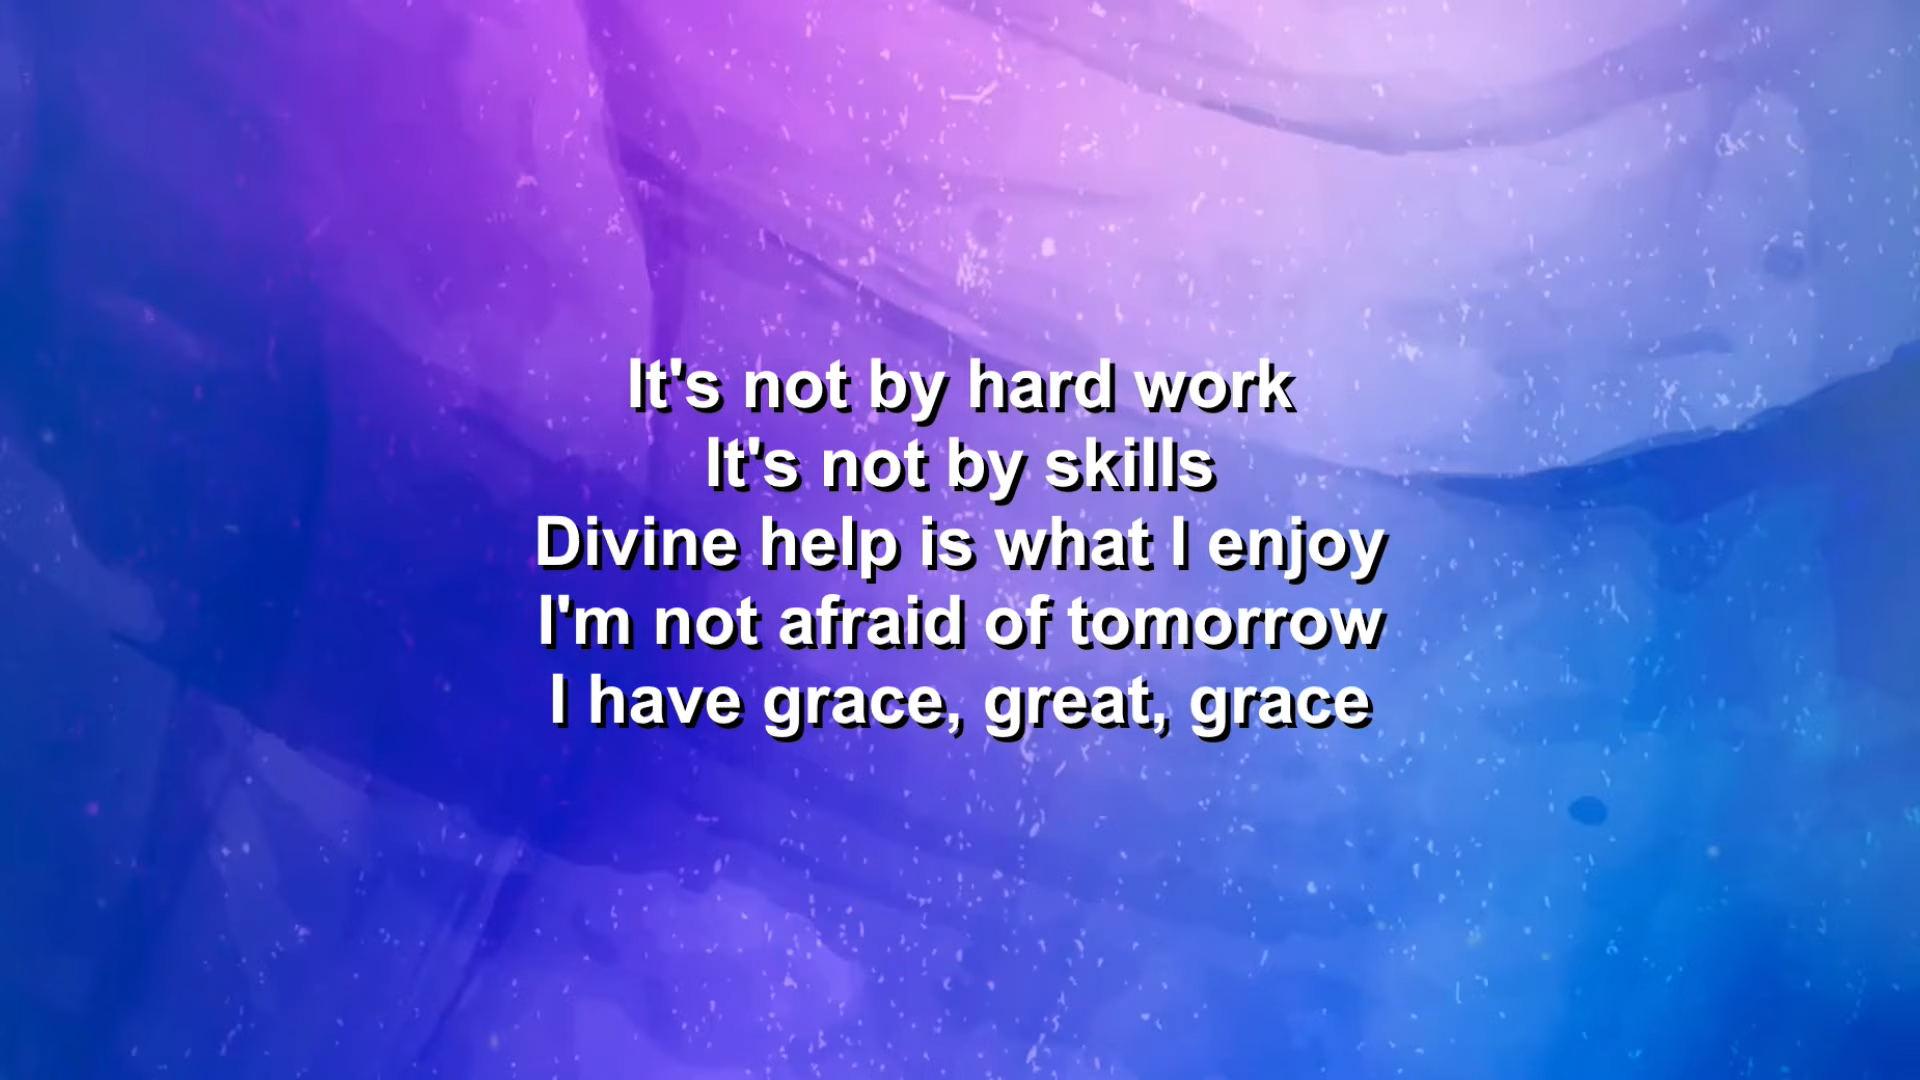 It's not by hard work
It's not by skills
Divine help is what I enjoy
I'm not afraid of tomorrow
I have grace, great, grace